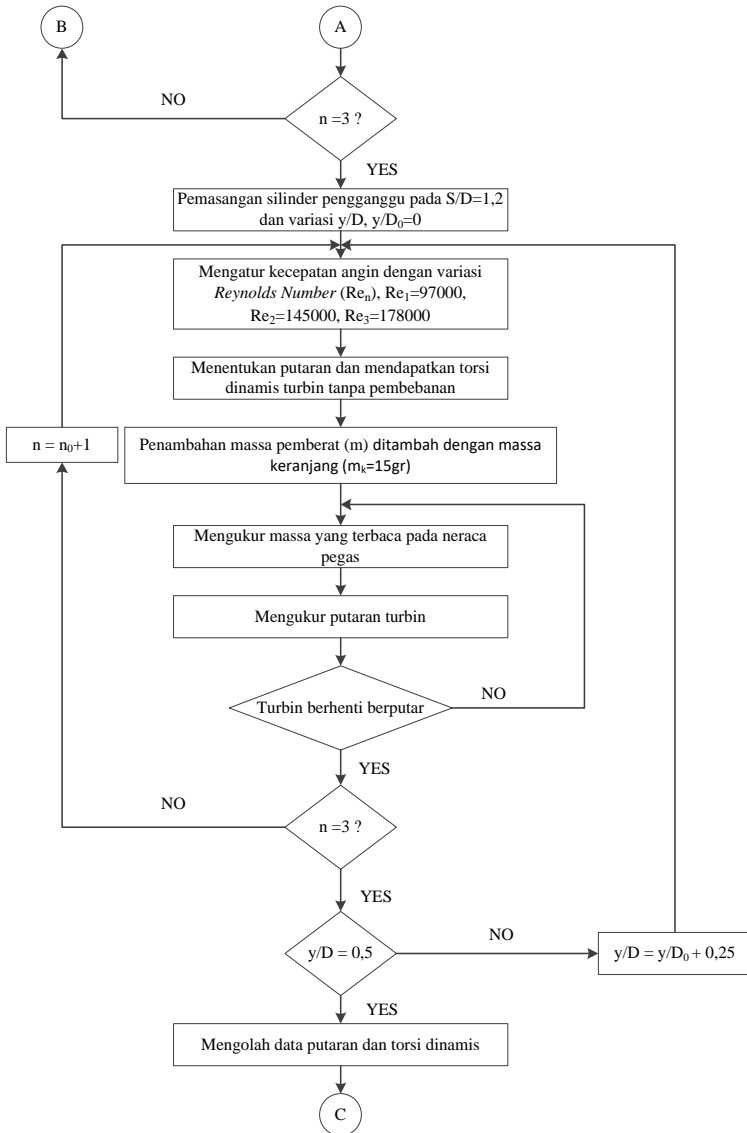 B
A
NO
n =3 ?
YES
Pemasangan silinder pengganggu pada S/D=1,2
dan variasi y/D, y/D₀=0
Mengatur kecepatan angin dengan variasi
Reynolds Number (Reₙ), Re₁=97000,
Re₂=145000, Re₃=178000
Menentukan putaran dan mendapatkan torsi
dinamis turbin tanpa pembebanan
n = n₀+1
Penambahan massa pemberat (m) ditambah dengan massa
keranjang (mₖ=15gr)
Mengukur massa yang terbaca pada neraca
pegas
Mengukur putaran turbin
Turbin berhenti berputar
NO
YES
NO
n =3 ?
YES
y/D = 0,5
NO
y/D = y/D₀ + 0,25
YES
Mengolah data putaran dan torsi dinamis
C